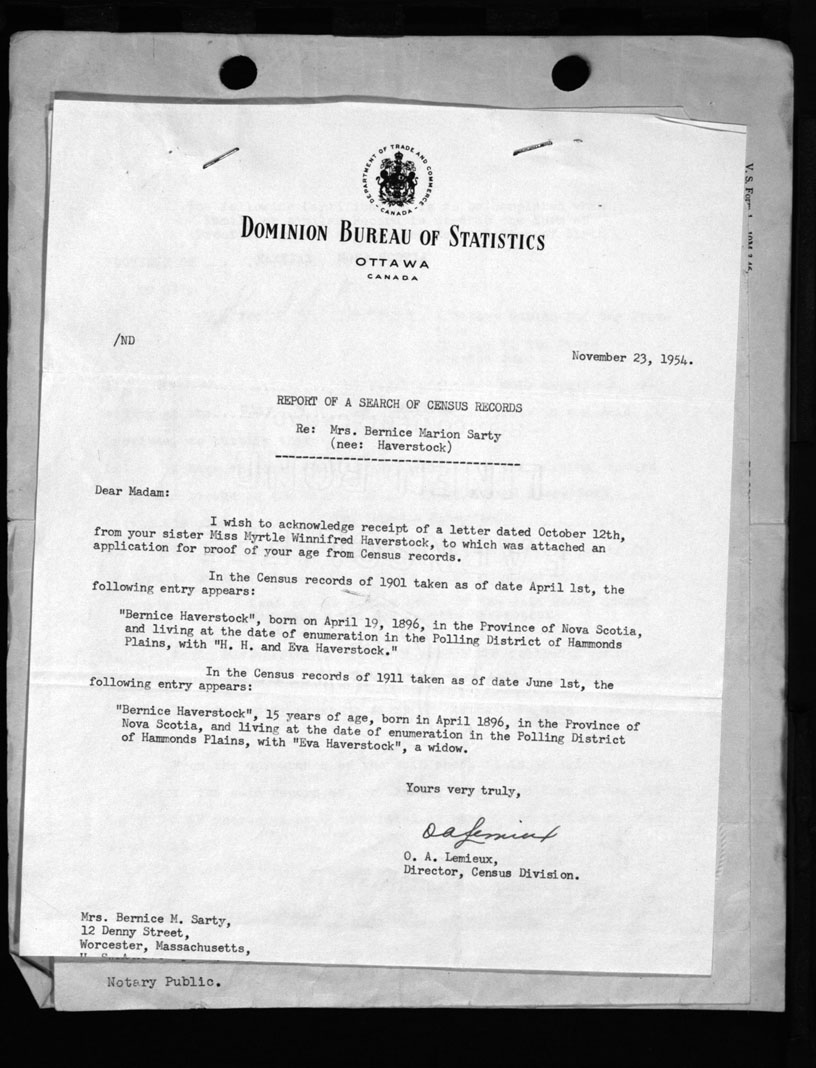 DEPARTMENT OF TRADE AND COMMERCE
- CANADA -
DOMINION BUREAU OF STATISTICS
OTTAWA
CANADA
/ND
November 23, 1954.
REPORT OF A SEARCH OF CENSUS RECORDS
Re: Mrs. Bernice Marion Sarty
(nee: Haverstock)
Dear Madam:
I wish to acknowledge receipt of a letter dated October 12th,
from your sister Miss Myrtle Winnifred Haverstock, to which was attached an
application for proof of your age from Census records.
In the Census records of 1901 taken as of date April 1st, the
following entry appears:
"Bernice Haverstock", born on April 19, 1896, in the Province of Nova Scotia,
and living at the date of enumeration in the Polling District of Hammonds
Plains, with "H. H. and Eva Haverstock."
In the Census records of 1911 taken as of date June 1st, the
following entry appears:
"Bernice Haverstock", 15 years of age, born in April 1896, in the Province of
Nova Scotia, and living at the date of enumeration in the Polling District
of Hammonds Plains, with "Eva Haverstock", a widow.
Yours very truly,
O A Lemieux
O. A. Lemieux,
Director, Census Division.
Mrs. Bernice M. Sarty,
12 Denny Street,
Worcester, Massachusetts,
Notary Public.
V. S. Form 1